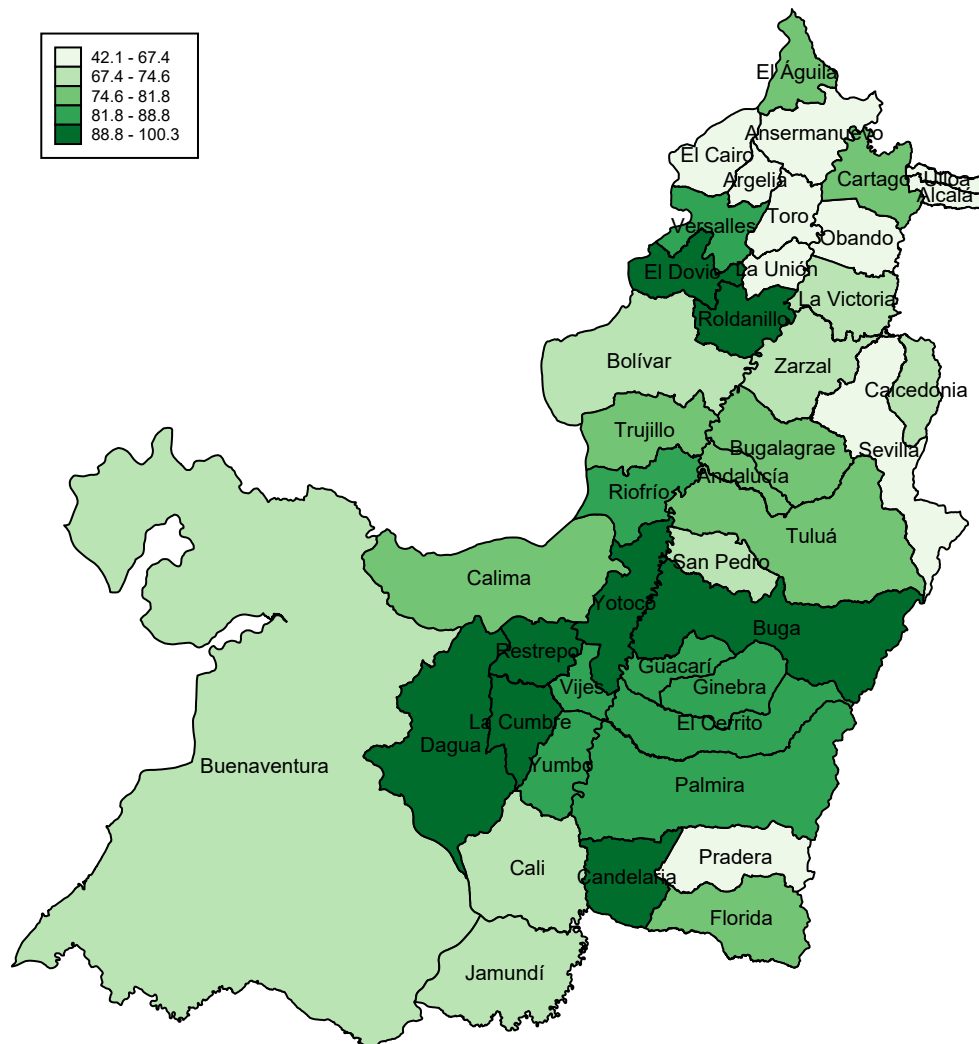 42.1 - 67.4
67.4 - 74.6
74.6 - 81.8
81.8 - 88.8
88.8 - 100.3
El Águila
Ansermanuevo
El Cairo
Argelia
Cartago
Ulloa
Alcalá
Toro
Versalles
Obando
El Dovio
La Unión
La Victoria
Roldanillo
Bolívar
Zarzal
Caicedonia
Trujillo
Bugalagrae
Sevilla
Andalucía
Riofrío
Tuluá
San Pedro
Calima
Yotoco
Buga
Restrepo
Guacarí
Vijes
Ginebra
La Cumbre
El Cerrito
Dagua
Buenaventura
Yumbo
Palmira
Cali
Pradera
Candelaria
Florida
Jamundí